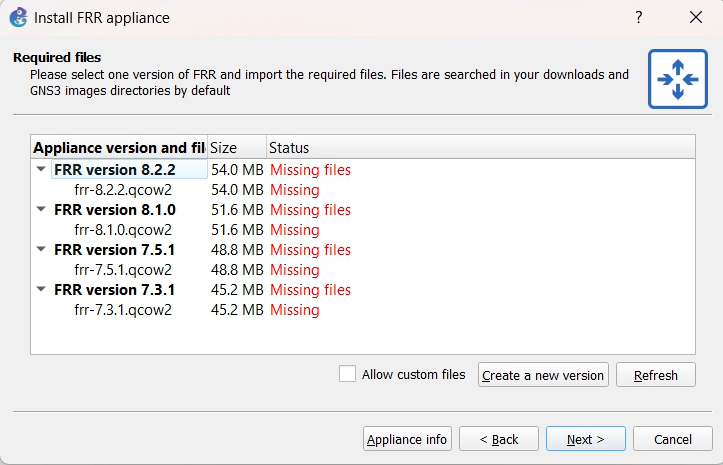 Install FRR appliance
?
Required files
Please select one version of FRR and import the required files. Files are searched in your downloads and
GNS3 images directories by default
Appliance version and fil Size Status
FRR version 8.2.2 54.0 MB Missing files
frr-8.2.2.qcow2 54.0 MB Missing
FRR version 8.1.0 51.6 MB Missing files
frr-8.1.0.qcow2 51.6 MB Missing
FRR version 7.5.1 48.8 MB Missing files
frr-7.5.1.qcow2 48.8 MB Missing
FRR version 7.3.1 45.2 MB Missing files
frr-7.3.1.qcow2 45.2 MB Missing
Allow custom files Create a new version Refresh
Appliance info < Back Next > Cancel